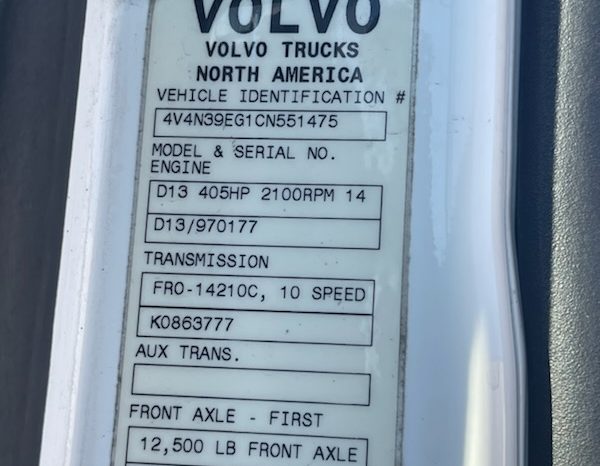 VOLVO
VOLVO TRUCKS
NORTH AMERICA
VEHICLE IDENTIFICATION #
4V4N39EG1CN551475
MODEL & SERIAL NO.
ENGINE
D13 405HP 2100RPM 14
D13/970177
TRANSMISSION
FRO-14210C, 10 SPEED
K0863777
AUX TRANS.
FRONT AXLE - FIRST
12,500 LB FRONT AXLE